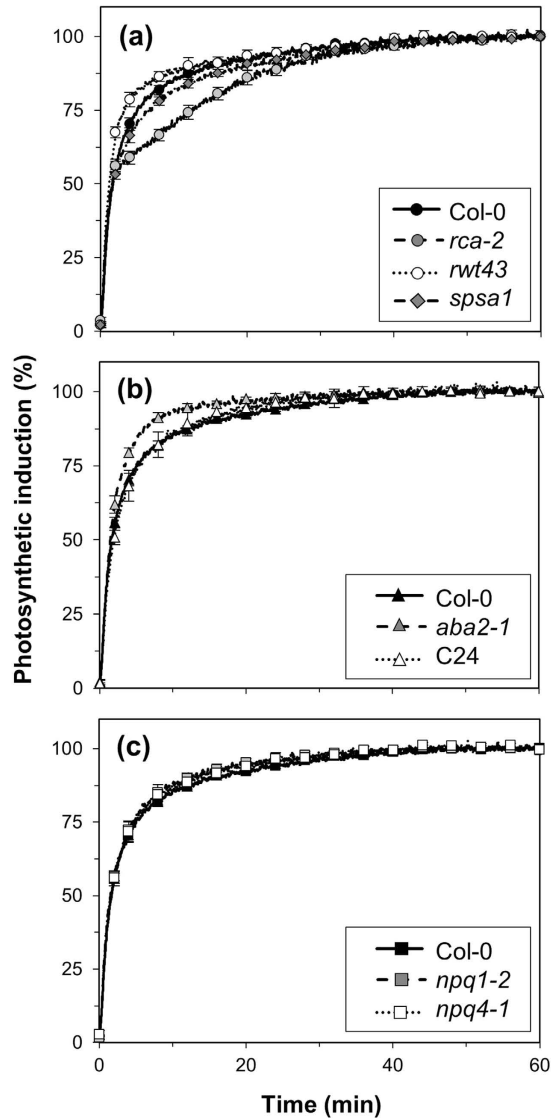 Photosynthetic induction (%)
(a)
100
75
50
25
0
Col-0
rca-2
rwt43
spsa1
(b)
100
75
50
25
0
Col-0
aba2-1
C24
(c)
100
75
50
25
0
Col-0
npq1-2
npq4-1
0 20 40 60
Time (min)